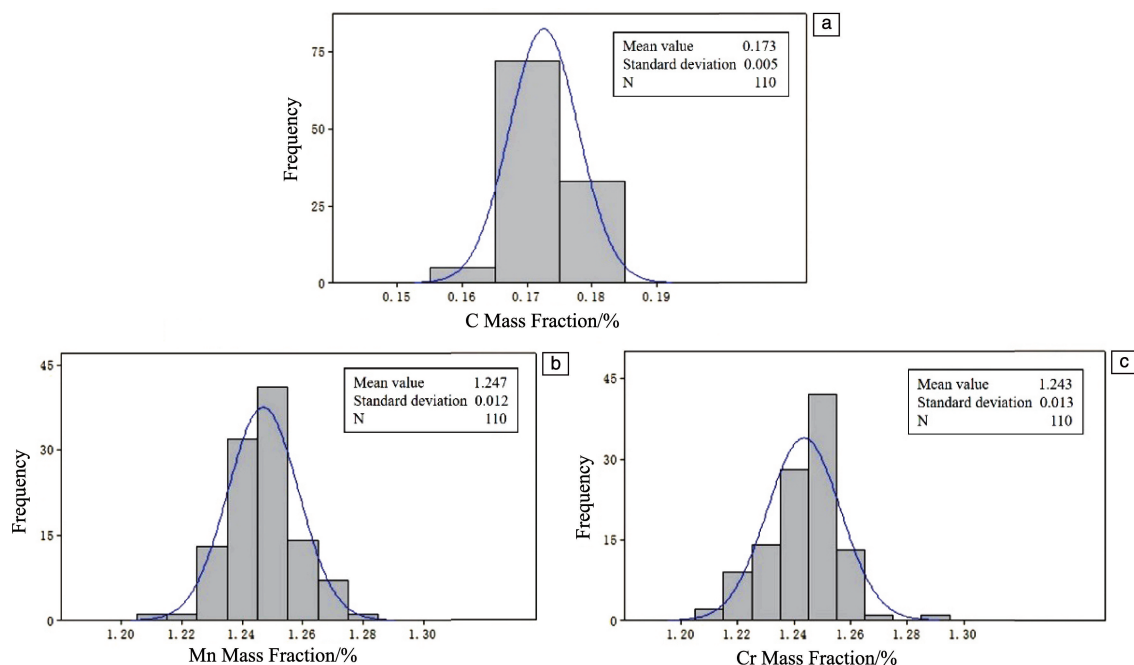 a
Mean value 0.173
Standard deviation 0.005
N 110
Frequency
75
50
25
0
0.15 0.16 0.17 0.18 0.19
C Mass Fraction/%
b
Mean value 1.247
Standard deviation 0.012
N 110
Frequency
45
30
15
0
1.20 1.22 1.24 1.26 1.28 1.30
Mn Mass Fraction/%
c
Mean value 1.243
Standard deviation 0.013
N 110
Frequency
45
30
15
0
1.20 1.22 1.24 1.26 1.28 1.30
Cr Mass Fraction/%